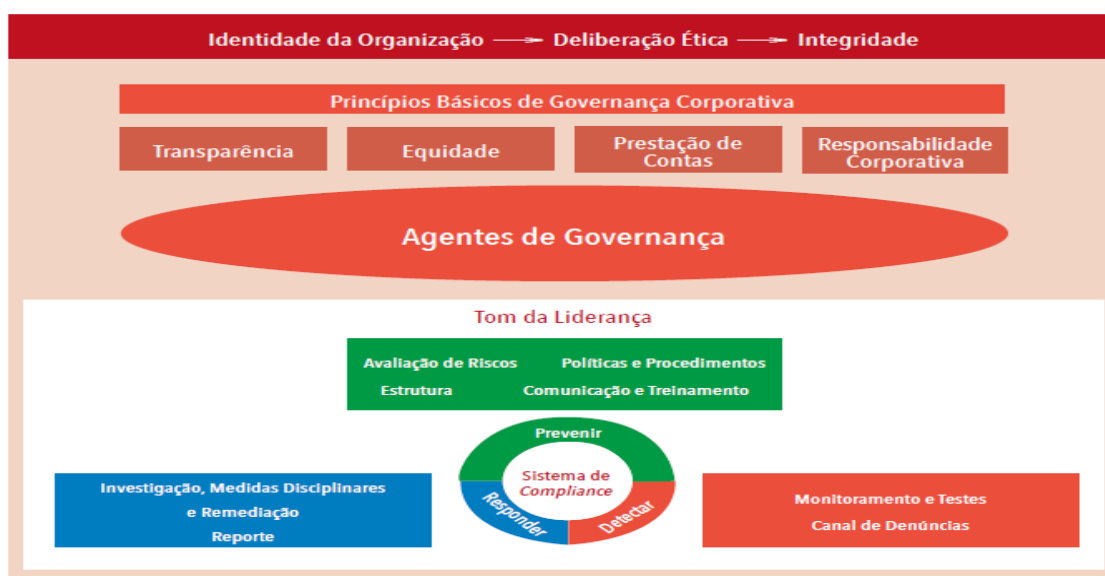 Identidade da Organização → Deliberação Ética → Integridade
Princípios Básicos de Governança Corporativa
Transparência
Equidade
Prestação de
Contas
Responsabilidade
Corporativa
Agentes de Governança
Tom da Liderança
Avaliação de Riscos Políticas e Procedimentos
Estrutura Comunicação e Treinamento
Prevenir
Sistema de
Compliance
Responder
Detectar
Investigação, Medidas Disciplinares
e Remediação
Reporte
Monitoramento e Testes
Canal de Denúncias